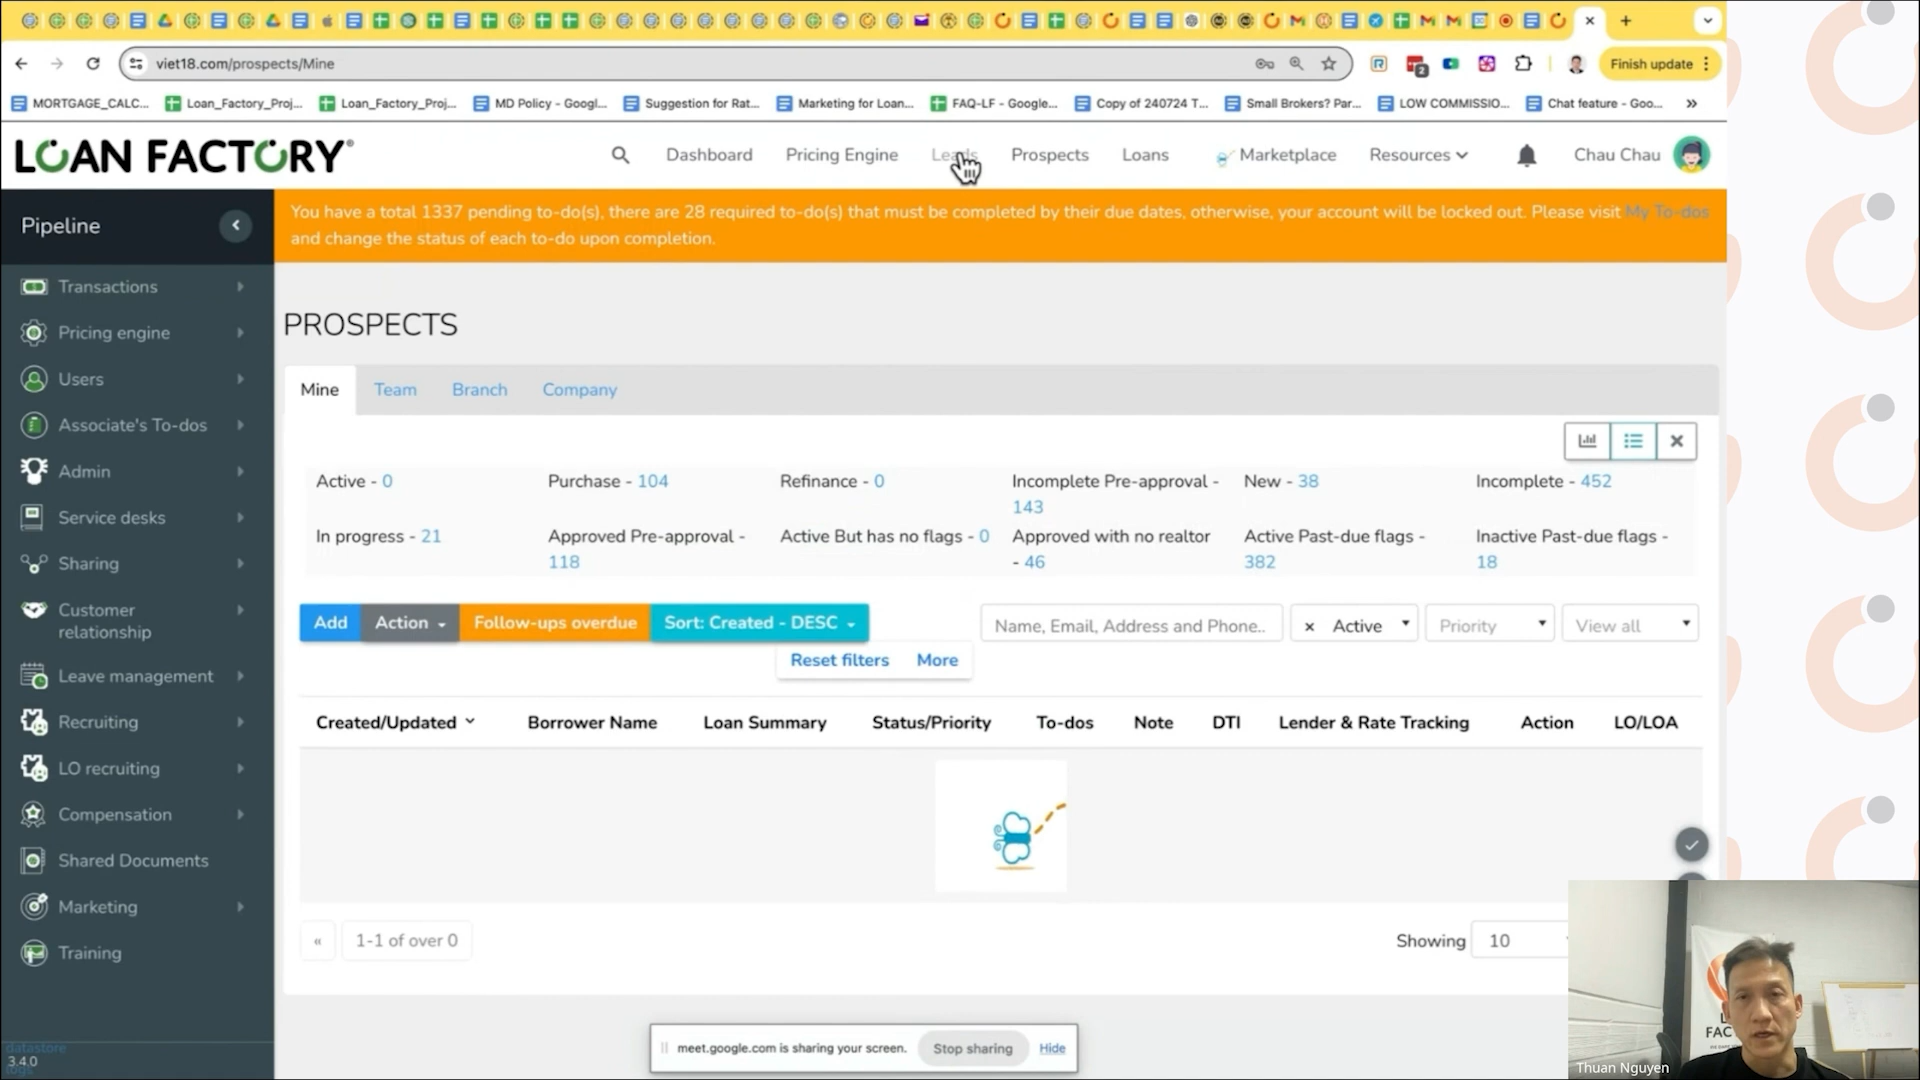 viet18.com/prospects/Mine
2
Finish update
MORTGAGE_CALC...
Loan_Factory_Proj...
Loan_Factory_Proj...
MD Policy - Googl...
Suggestion for Rat...
Marketing for Loan...
FAQ-LF - Google...
Copy of 240724 T...
Small Brokers? Par...
LOW COMMISSIO...
Chat feature - Goo...
»
LOAN FACTORY®
Dashboard
Pricing Engine
Leads
Prospects
Loans
Marketplace
Resources
Chau Chau
Pipeline
You have a total 1337 pending to-do(s), there are 28 required to-do(s) that must be completed by their due dates, otherwise, your account will be locked out. Please visit My To-dos
and change the status of each to-do upon completion.
Transactions
Pricing engine
Users
Associate's To-dos
Admin
Service desks
Sharing
Customer
relationship
Leave management
Recruiting
LO recruiting
Compensation
Shared Documents
Marketing
Training
datastore
3.4.0
PROSPECTS
Mine
Team
Branch
Company
Active - 0
Purchase - 104
Refinance - 0
Incomplete Pre-approval -
143
New - 38
Incomplete - 452
In progress - 21
Approved Pre-approval -
118
Active But has no flags - 0
Approved with no realtor
- 46
Active Past-due flags -
382
Inactive Past-due flags -
18
Add
Action
Follow-ups overdue
Sort: Created - DESC
Name, Email, Address and Phone..
× Active
Priority
View all
Reset filters
More
Created/Updated
Borrower Name
Loan Summary
Status/Priority
To-dos
Note
DTI
Lender & Rate Tracking
Action
LO/LOA
«
1-1 of over 0
Showing
10
meet.google.com is sharing your screen.
Stop sharing
Hide
FAC
Thuan Nguyen